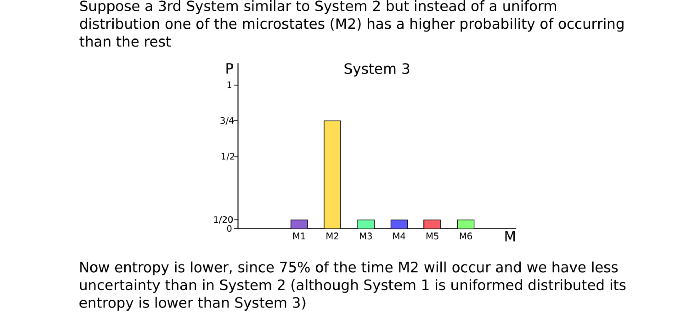 Suppose a 3rd System similar to System 2 but instead of a uniform
distribution one of the microstates (M2) has a higher probability of occurring
than the rest
P
System 3
1
3/4
1/2
1/20
0
M1 M2 M3 M4 M5 M6 M
Now entropy is lower, since 75% of the time M2 will occur and we have less
uncertainty than in System 2 (although System 1 is uniformed distributed its
entropy is lower than System 3)